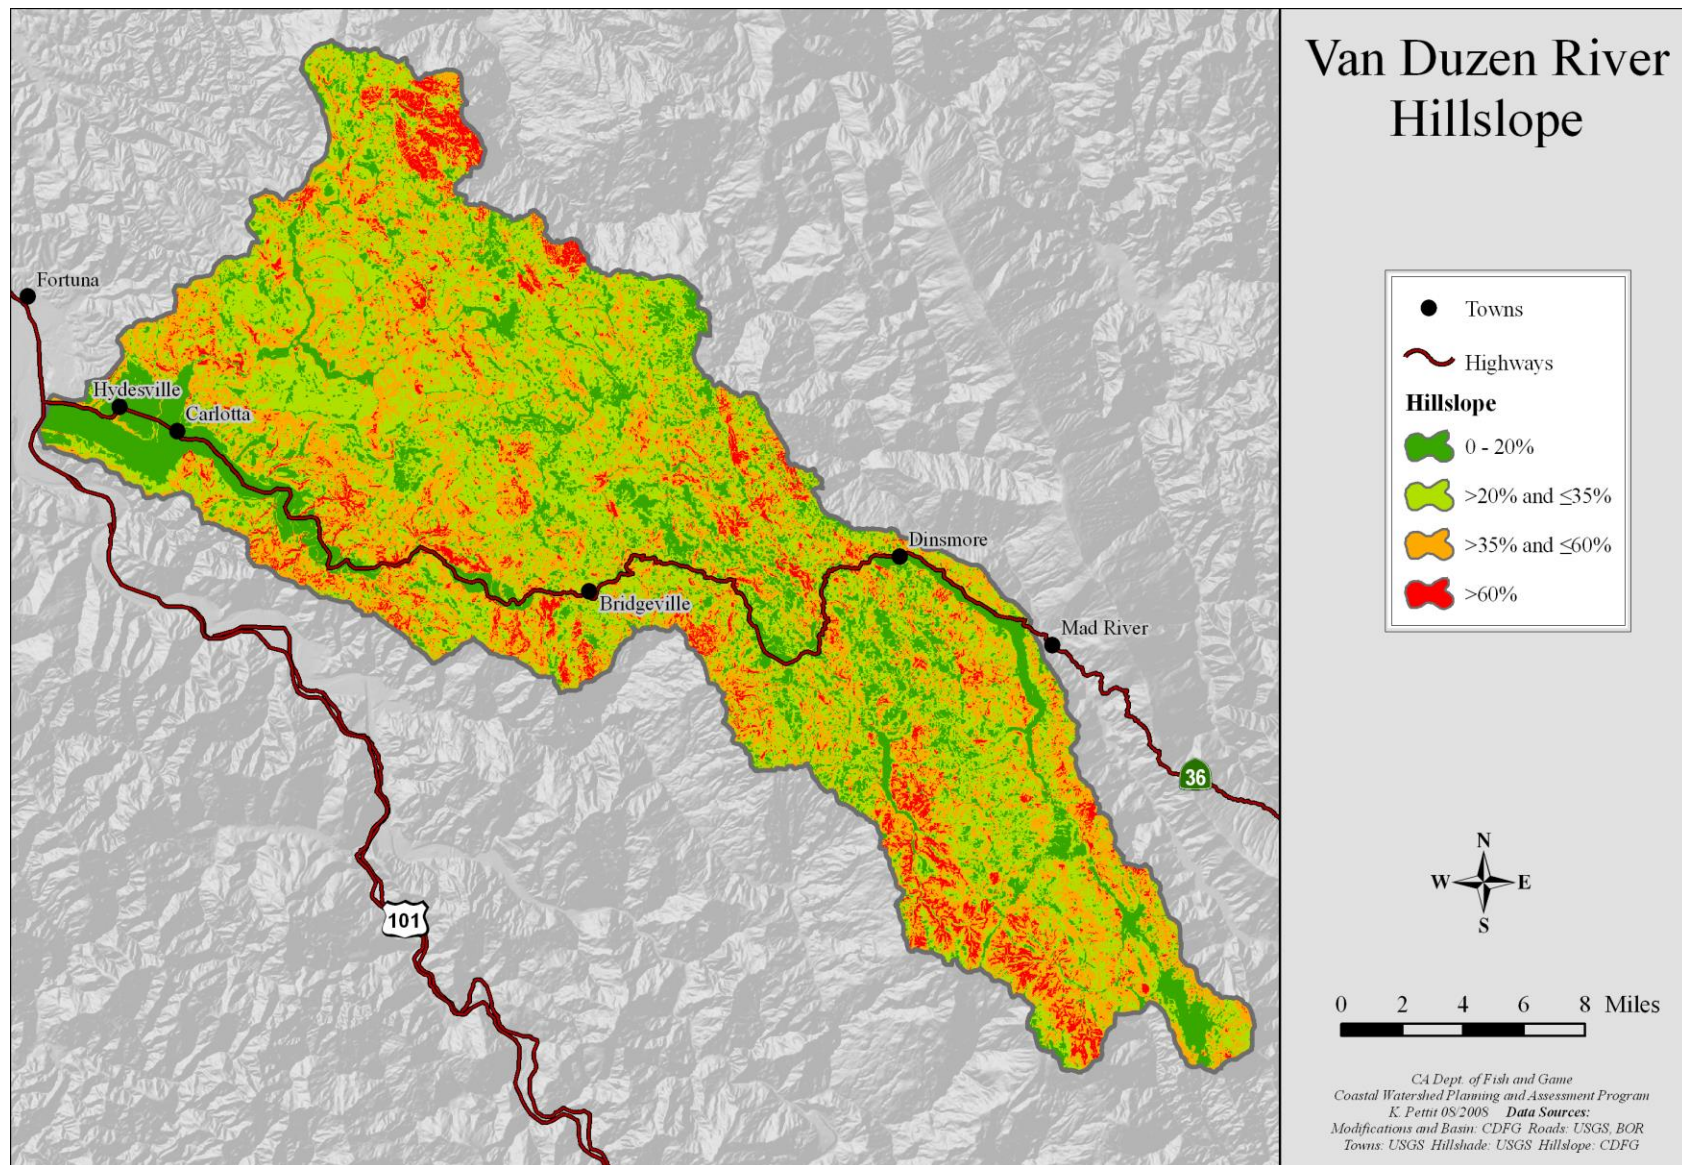 Van Duzen River
Hillslope
Fortuna
Hydesville
Carlotta
Bridgeville
Dinsmore
Mad River
36
101
Towns
Highways
Hillslope
0 - 20%
>20% and ≤35%
>35% and ≤60%
>60%
N
W E
S
0 2 4 6 8 Miles
CA Dept. of Fish and Game
Coastal Watershed Planning and Assessment Program
K. Pettit 08/2008 Data Sources:
Modifications and Basin: CDFG Roads: USGS, BOR
Towns: USGS Hillshade: USGS Hillslope: CDFG